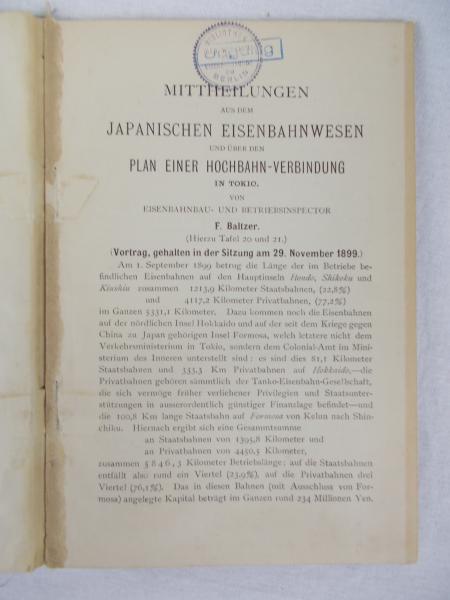 BIBLIOTHEK
BERLIN
MITTHEILUNGEN
AUS DEM
JAPANISCHEN EISENBAHNWESEN
UND ÜBER DEN
PLAN EINER HOCHBAHN-VERBINDUNG
IN TOKIO.
VON
EISENBAHNBAU- UND BETRIEBSINSPECTOR
F. Baltzer.
(Hierzu Tafel 20 und 21.)
(Vortrag, gehalten in der Sitzung am 29. November 1899.)
Am 1. September 1899 betrug die Länge der im Betriebe be-
findlichen Eisenbahnen auf den Hauptinseln Hondo, Shikoku und
Kiushiu zusammen 1213,9 Kilometer Staatsbahnen, (22,8%)
und 4117,2 Kilometer Privatbahnen, (77,2%)
im Ganzen 5331,1 Kilometer. Dazu kommen noch die Eisenbahnen
auf der nördlichen Insel Hokkaido und auf der seit dem Kriege gegen
China zu Japan gehörigen Insel Formosa, welch letztere nicht dem
Verkehrsministerium in Tokio, sondern dem Colonial-Amt im Minis-
terium des Inneren unterstellt sind: es sind dies 81,1 Kilometer
Staatsbahnen und 333,3 Km Privatbahnen auf Hokkaido,—die
Privatbahnen gehören sämmtlich der Tanko-Eisenbahn-Gesellschaft,
die sich vermöge früher verliehener Privilegien und Staatsunter-
stützungen in ausserordentlich günstiger Finanzlage befindet—und
die 100,8 Km lange Staatsbahn auf Formosa von Kelun nach Shin-
chiku. Hiernach ergibt sich eine Gesammtsumme
an Staatsbahnen von 1395,8 Kilometer und
an Privatbahnen von 4450,5 Kilometer,
zusammen 5846,3 Kilometer Betriebslänge: auf die Staatsbahnen
entfällt also rund ein Viertel (23,9%), auf die Privatbahnen drei
Viertel (76,1%). Das in diesen Bahnen (mit Ausschluss von For-
mosa) angelegte Kapital beträgt im Ganzen rund 234 Millionen Yen.